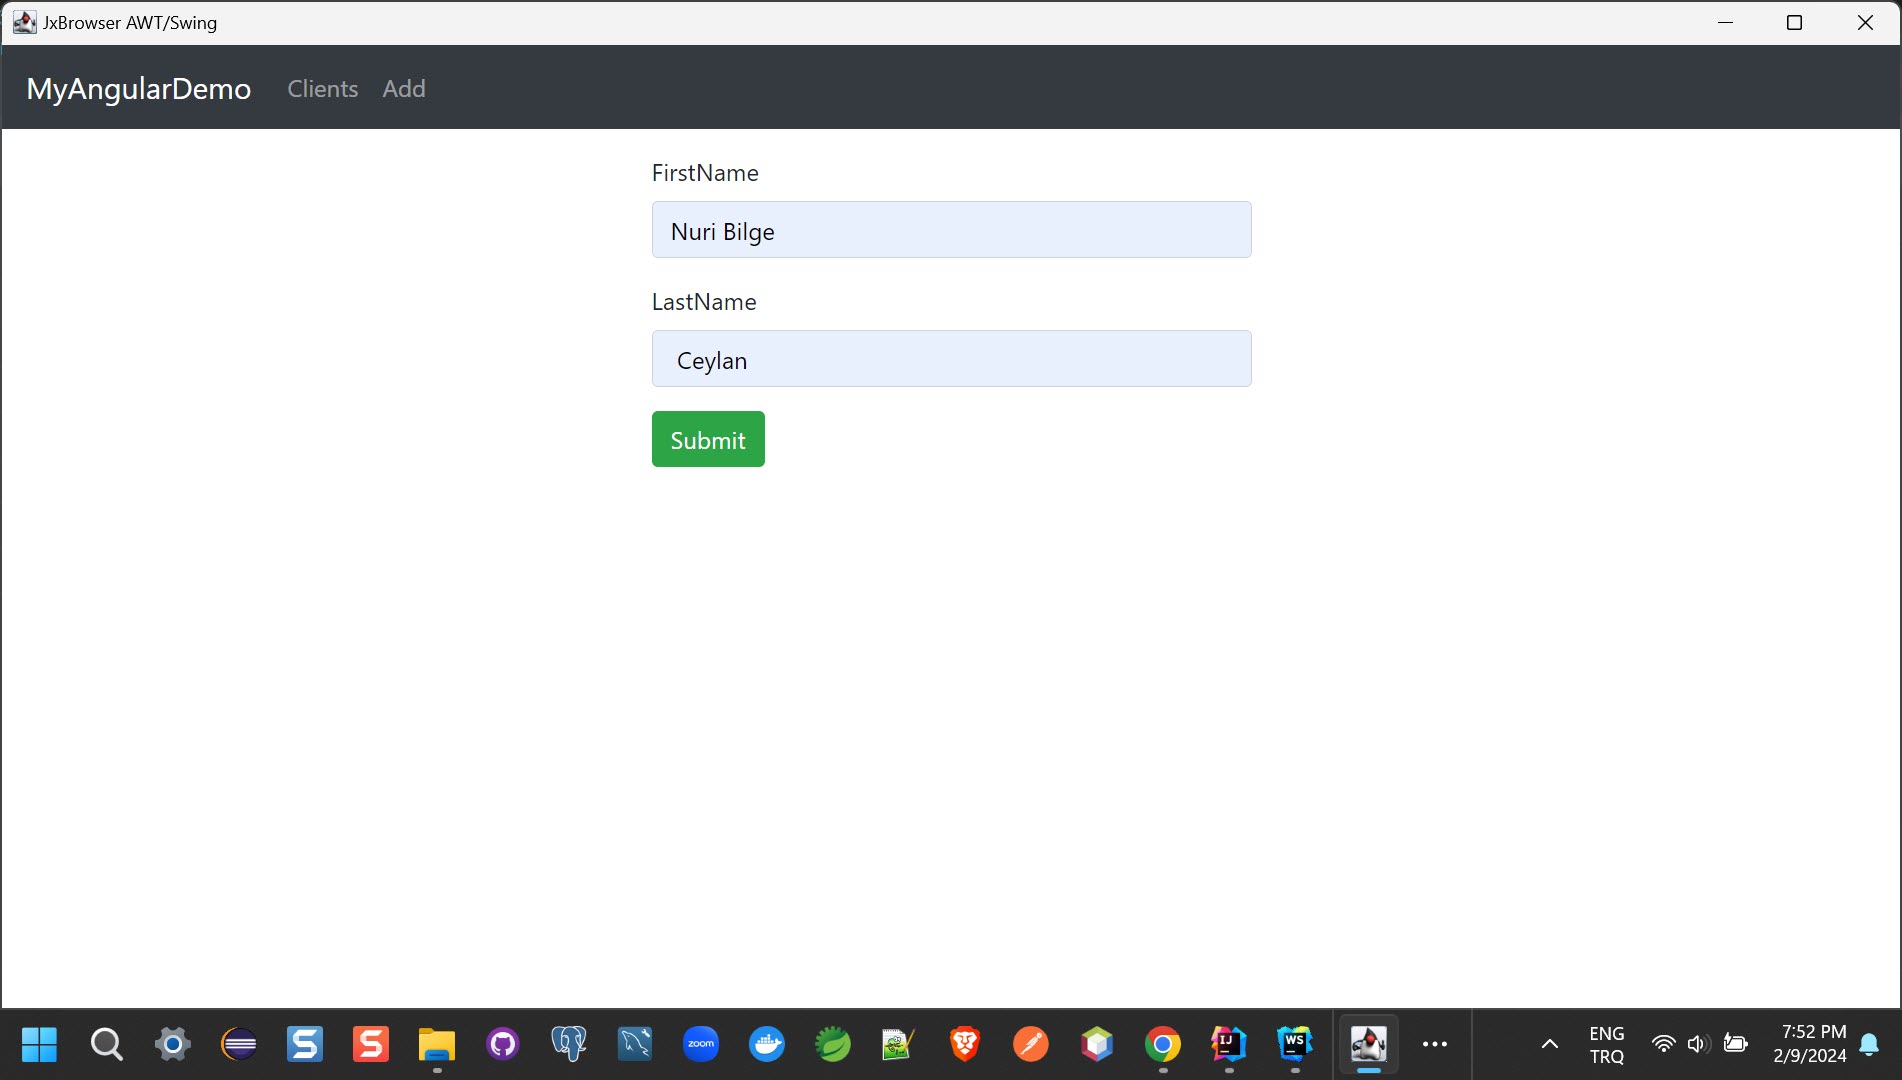 JxBrowser AWT/Swing
MyAngularDemo Clients Add
FirstName
Nuri Bilge
LastName
Ceylan
Submit
S
S
zoom
IJ
WS
ENG
TRQ
7:52 PM
2/9/2024